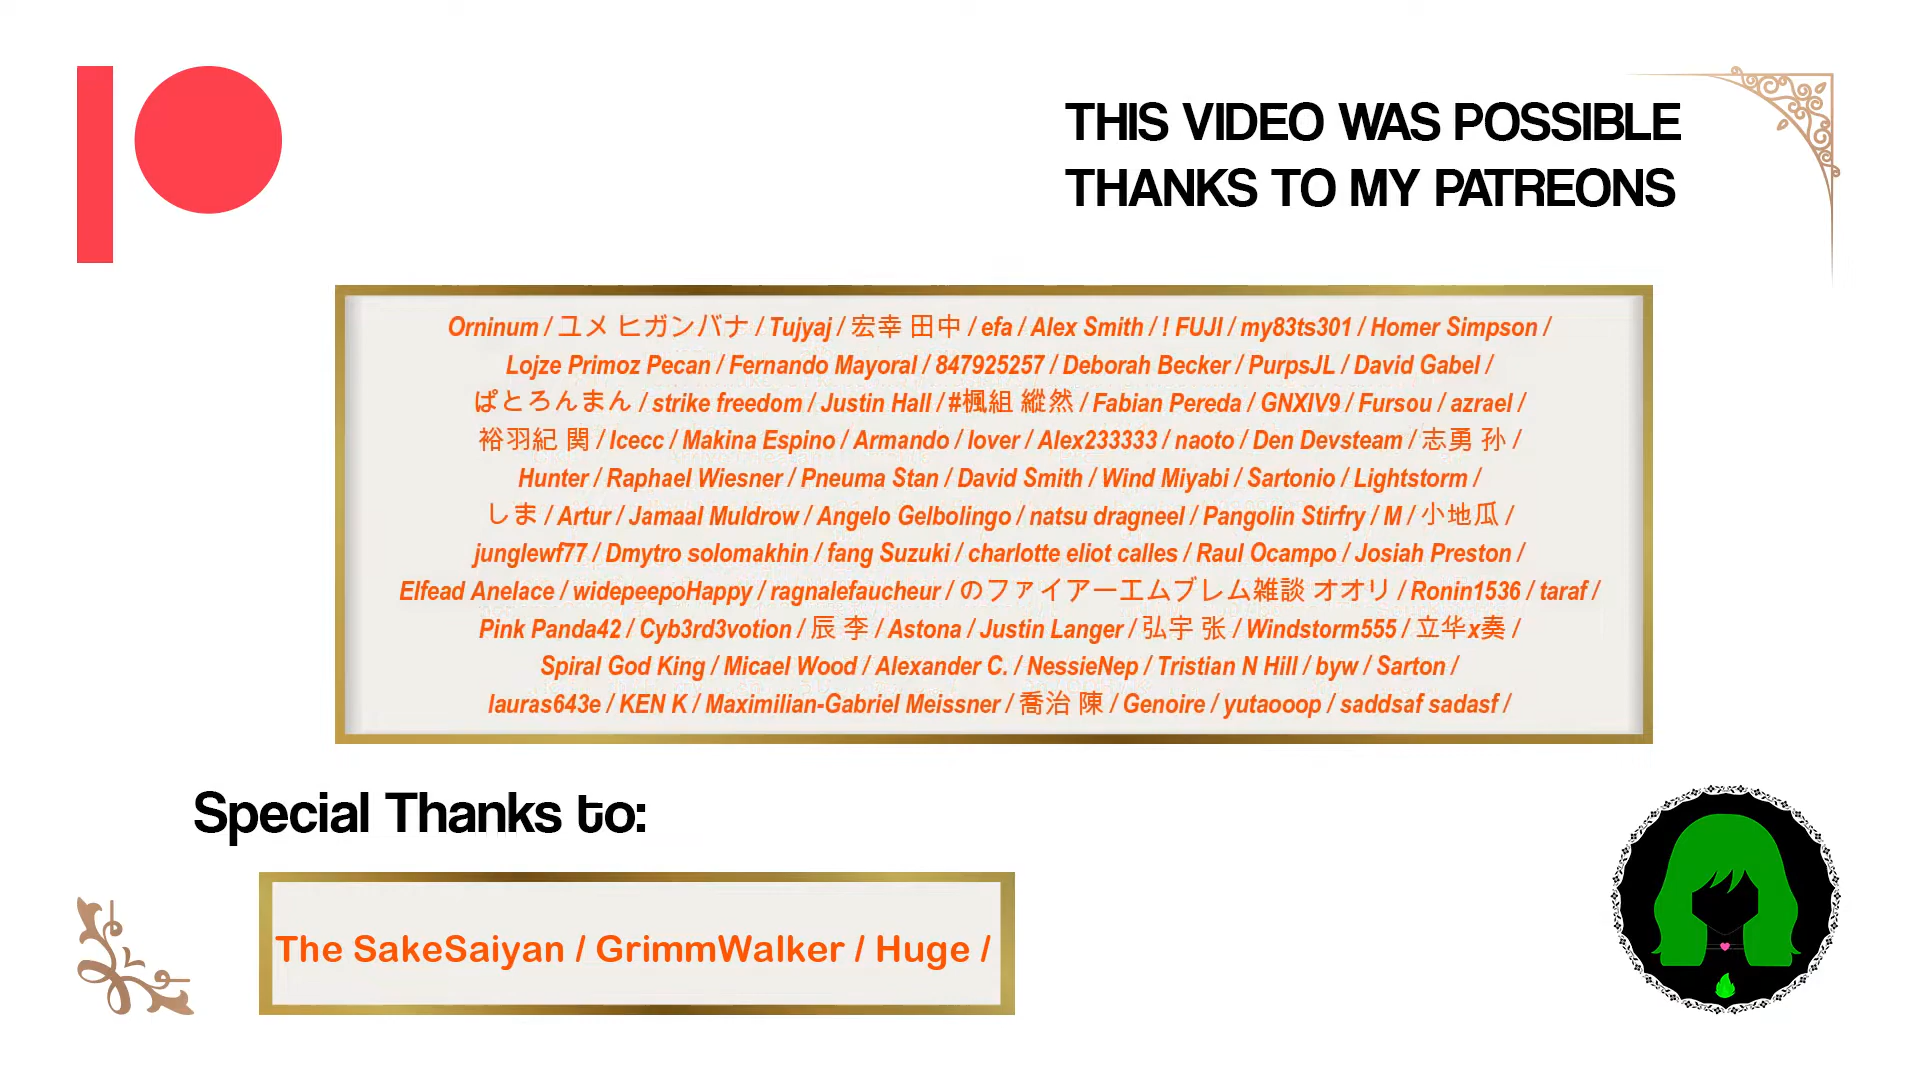 THIS VIDEO WAS POSSIBLE
THANKS TO MY PATREONS
Orninum / ユメ ヒガンバナ / Tujyaj / 宏幸 田中 / efa / Alex Smith / ! FUJI / my83ts301 / Homer Simpson /
Lojze Primoz Pecan / Fernando Mayoral / 847925257 / Deborah Becker / PurpsJL / David Gabel /
ぱとろんまん / strike freedom / Justin Hall / #楓組 縱然 / Fabian Pereda / GNXIV9 / Fursou / azrael /
裕羽紀 関 / Icecc / Makina Espino / Armando / lover / Alex233333 / naoto / Den Devsteam / 志勇 孙 /
Hunter / Raphael Wiesner / Pneuma Stan / David Smith / Wind Miyabi / Sartonio / Lightstorm /
しま / Artur / Jamaal Muldrow / Angelo Gelbolingo / natsu dragneel / Pangolin Stirfry / M / 小地瓜 /
junglewf77 / Dmytro solomakhin / fang Suzuki / charlotte eliot calles / Raul Ocampo / Josiah Preston /
Elfead Anelace / widepeepoHappy / ragnalefaucheur / のファイアーエムブレム雑談 オオリ / Ronin1536 / taraf /
Pink Panda42 / Cyb3rd3votion / 辰 李 / Astona / Justin Langer / 弘宇 张 / Windstorm555 / 立华x奏 /
Spiral God King / Micael Wood / Alexander C. / NessieNep / Tristian N Hill / byw / Sarton /
lauras643e / KEN K / Maximilian-Gabriel Meissner / 喬治 陳 / Genoire / yutaooop / saddsaf sadasf /
Special Thanks to:
The SakeSaiyan / GrimmWalker / Huge /